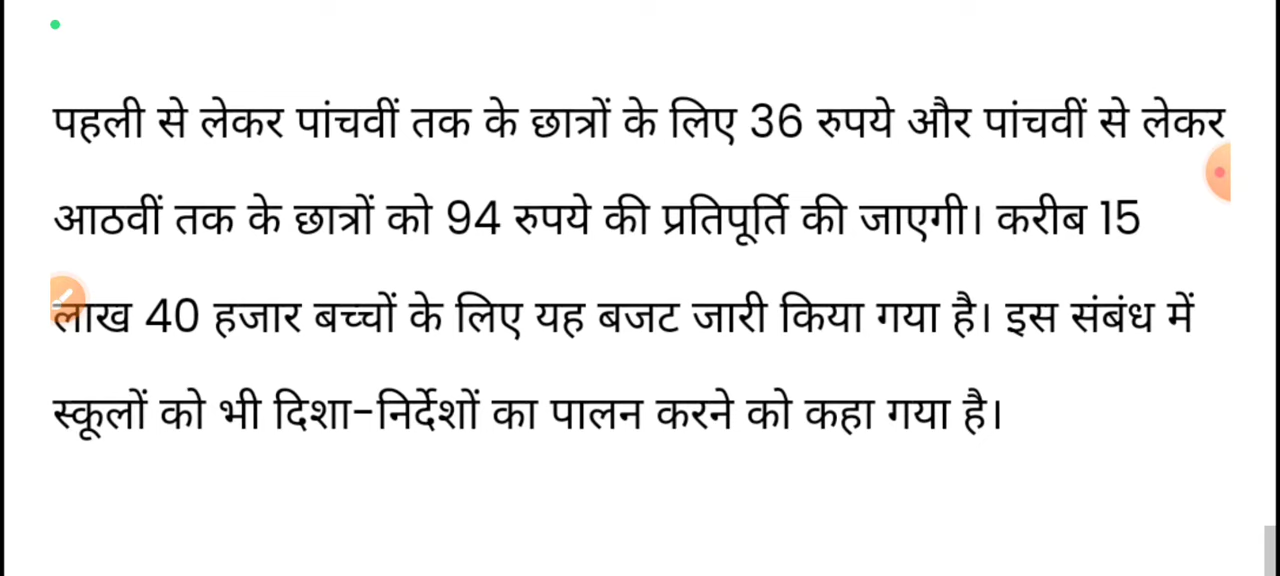 पहली से लेकर पांचवीं तक के छात्रों के लिए 36 रुपये और पांचवीं से लेकर
आठवीं तक के छात्रों को 94 रुपये की प्रतिपूर्ति की जाएगी। करीब 15
लाख 40 हजार बच्चों के लिए यह बजट जारी किया गया है। इस संबंध में
स्कूलों को भी दिशा-निर्देशों का पालन करने को कहा गया है।